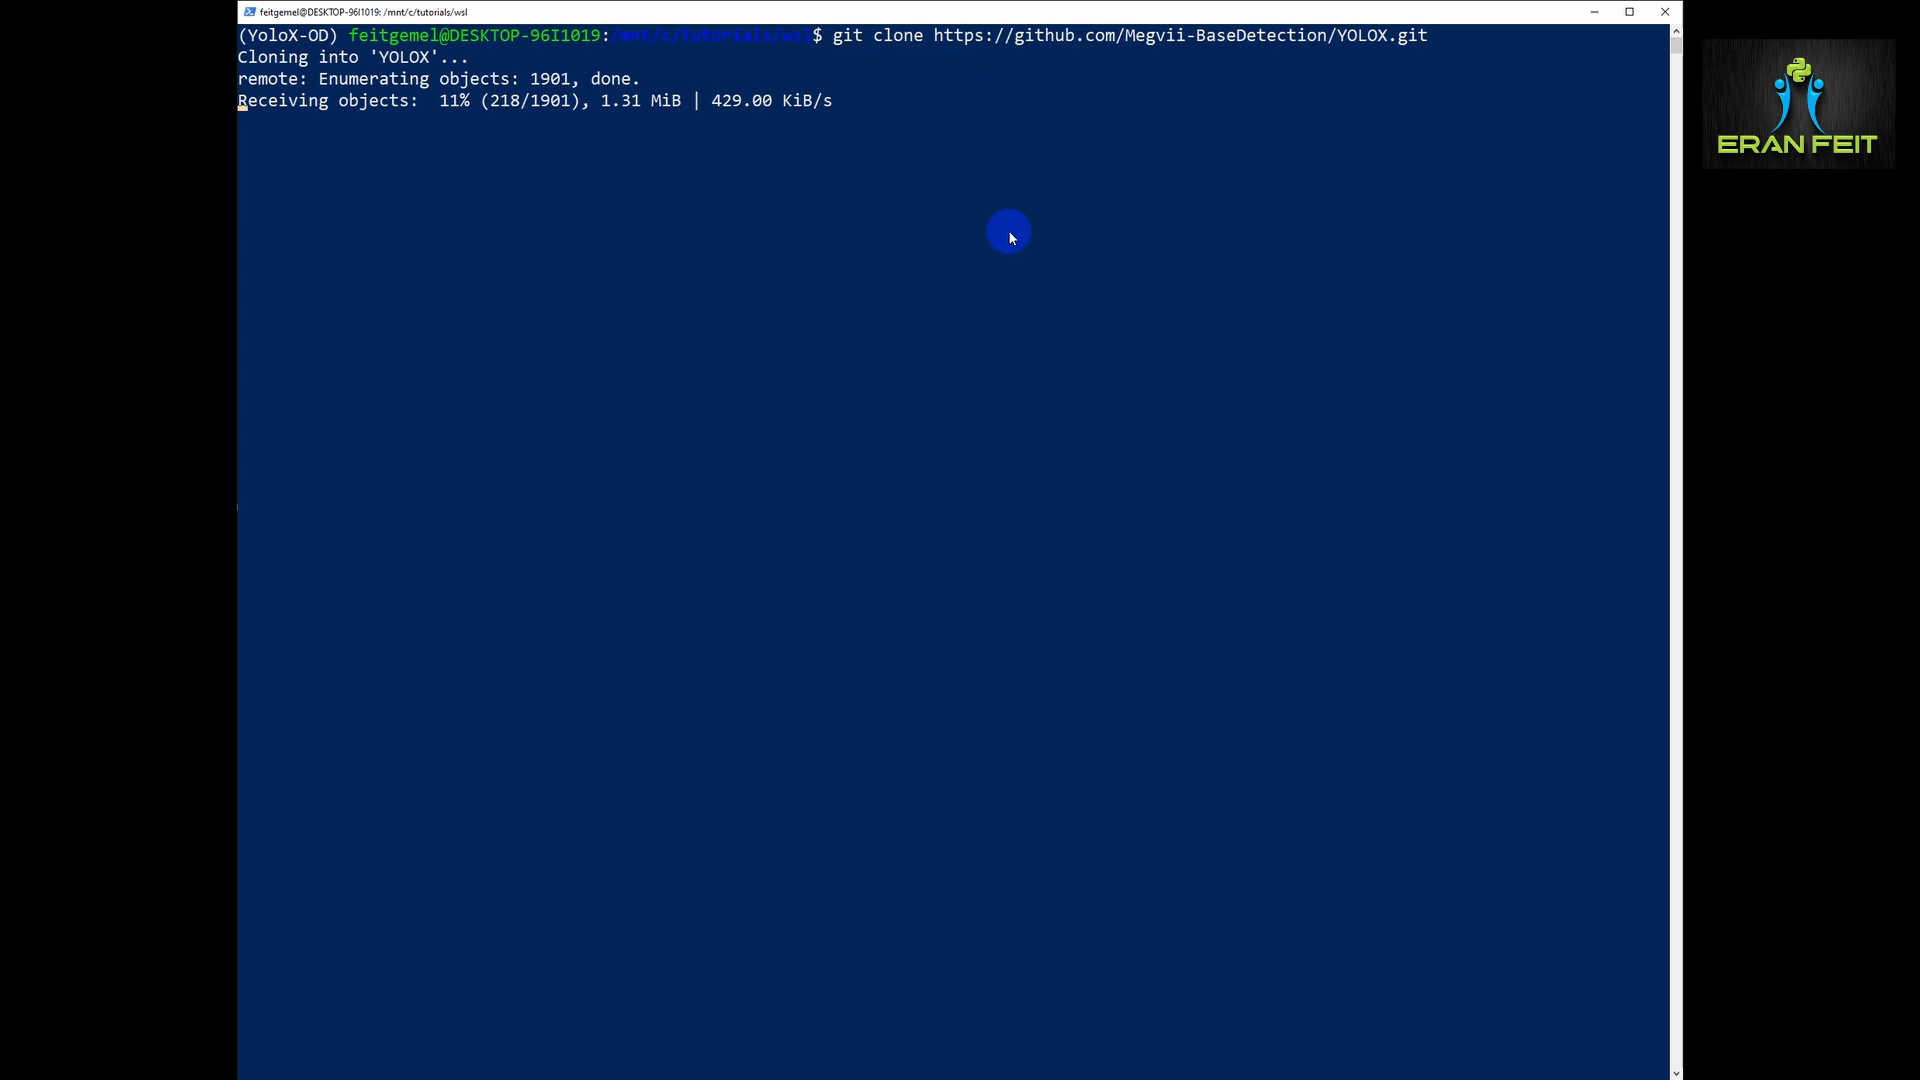 feitgemel@DESKTOP-96I1019: /mnt/c/tutorials/wsl
(YoloX-OD) feitgemel@DESKTOP-96I1019:/mnt/c/tutorials/wsl$ git clone https://github.com/Megvii-BaseDetection/YOLOX.git
Cloning into 'YOLOX'...
remote: Enumerating objects: 1901, done.
Receiving objects:  11% (218/1901), 1.31 MiB | 429.00 KiB/s
ERAN FEIT